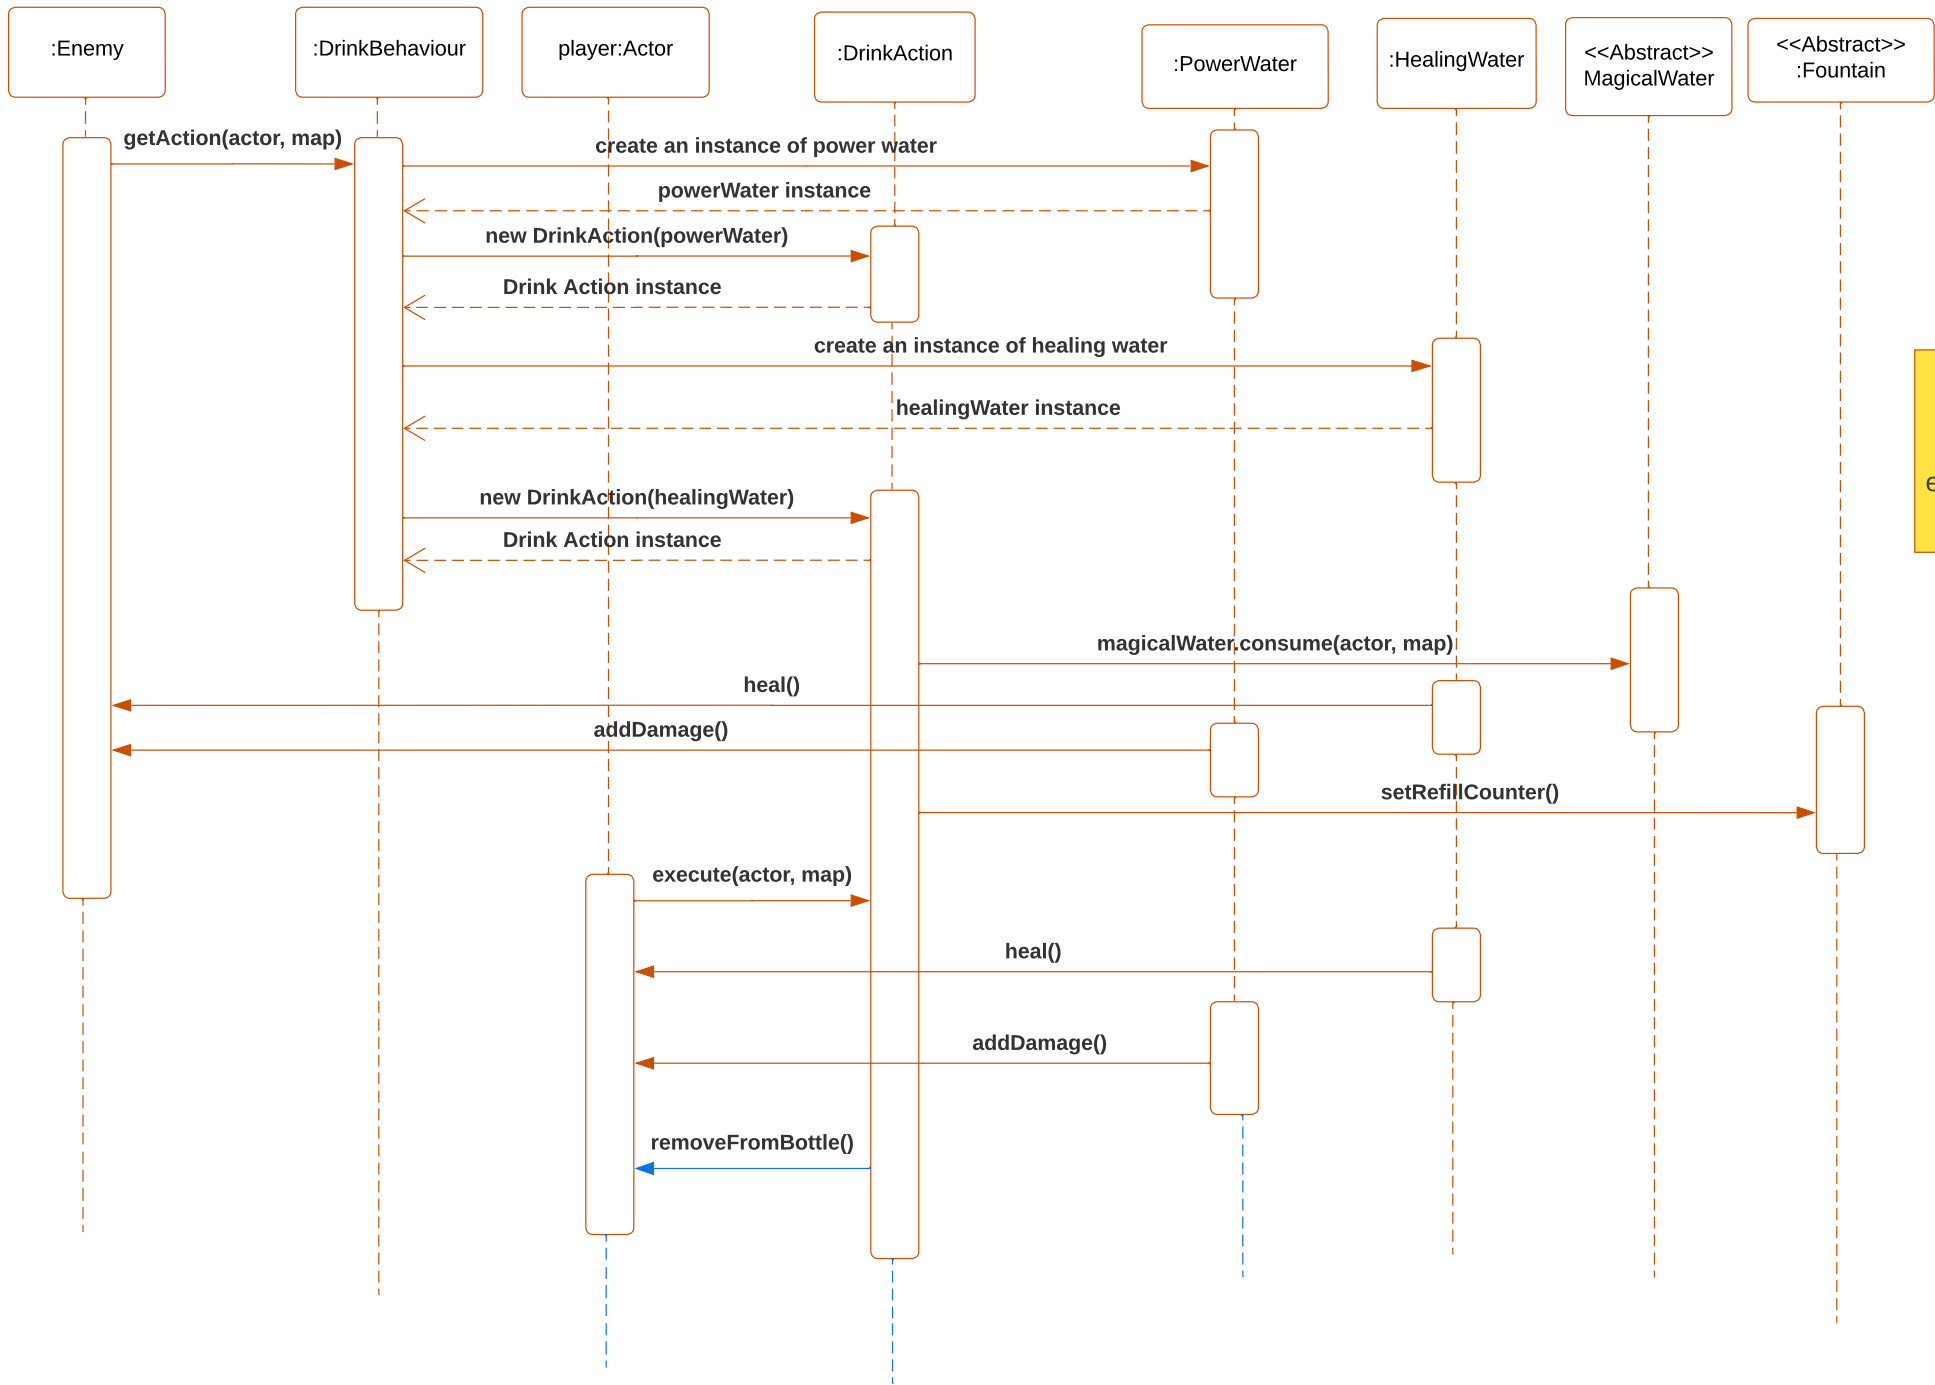 :Enemy
:DrinkBehaviour
player:Actor
:DrinkAction
:PowerWater
:HealingWater
<<Abstract>>
MagicalWater
<<Abstract>>
:Fountain
getAction(actor, map)
create an instance of power water
powerWater instance
new DrinkAction(powerWater)
Drink Action instance
create an instance of healing water
healingWater instance
e
new DrinkAction(healingWater)
Drink Action instance
magicalWater.consume(actor, map)
heal()
addDamage()
setRefillCounter()
execute(actor, map)
heal()
addDamage()
removeFromBottle()